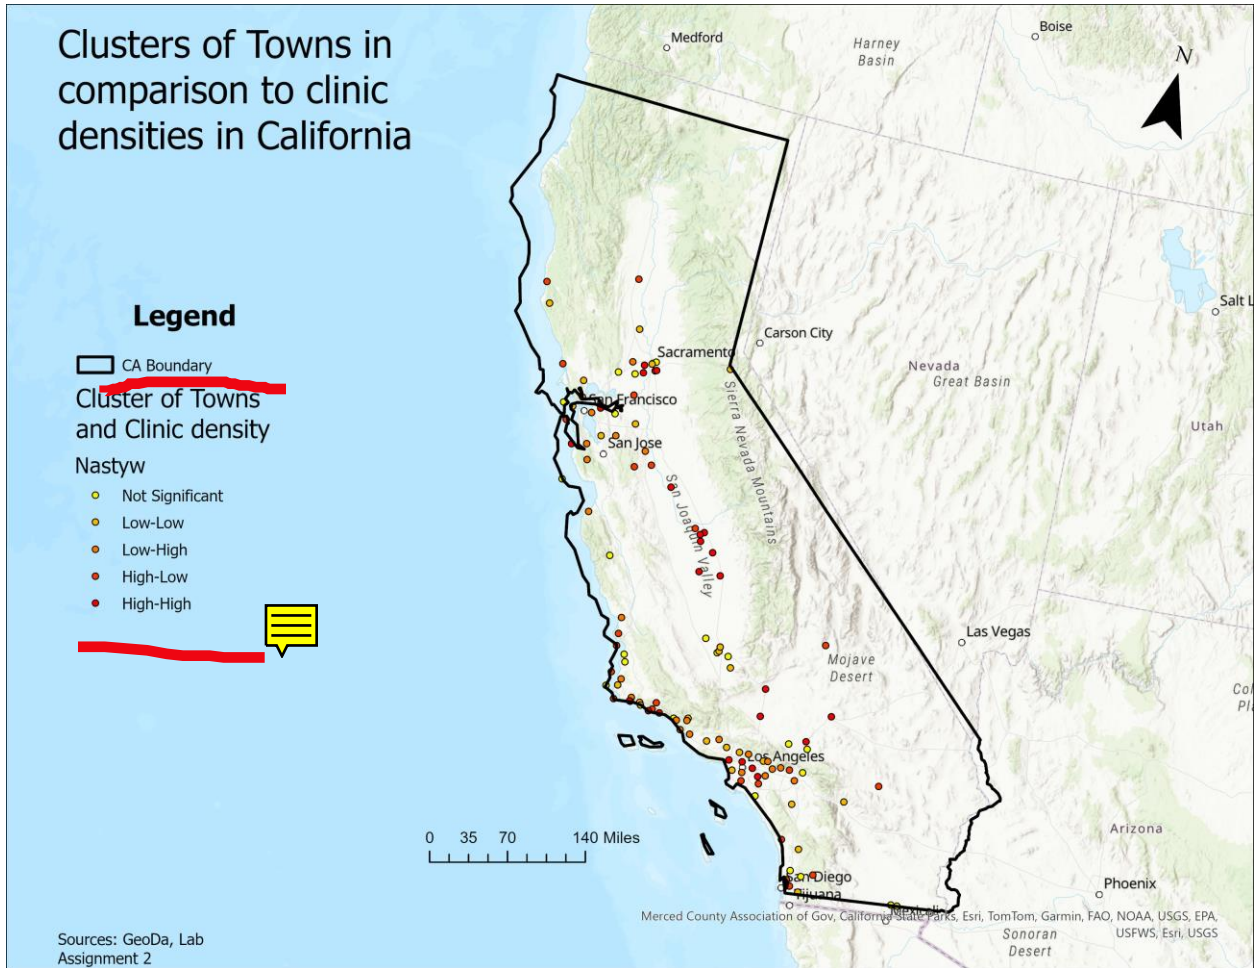 Clusters of Towns in
comparison to clinic
densities in California
Medford
Boise
Harney
Basin
N
Salt L
Carson City
Sacramento
Nevada
Great Basin
Legend
CA Boundary
Cluster of Towns
and Clinic density
Nastyw
Not Significant
Low-Low
Low-High
High-Low
High-High
San Francisco
San Jose
Sierra Nevada Mountains
San Joaquin Valley
Utah
Las Vegas
Mojave
Desert
Col
Pl
Los Angeles
0 35 70 140 Miles
Arizona
San Diego
Tijuana
Phoenix
Mexicali
Merced County Association of Gov, California State Parks, Esri, TomTom, Garmin, FAO, NOAA, USGS, EPA,
USFWS, Esri, USGS
Sonoran
Desert
Sources: GeoDa, Lab
Assignment 2